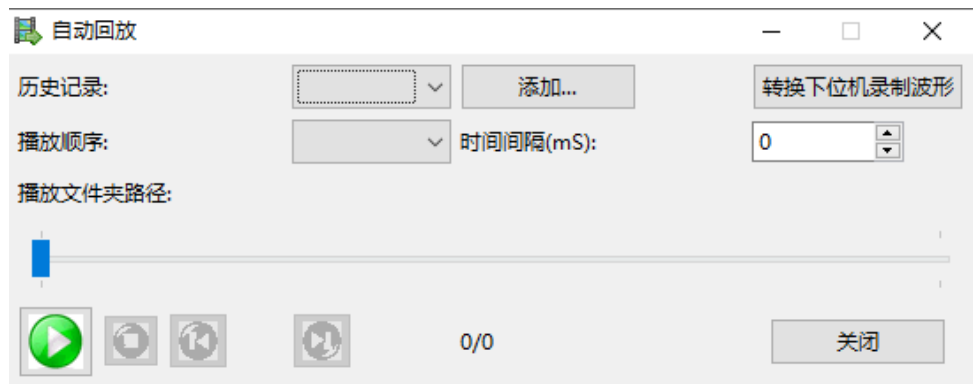 自动回放
历史记录: 添加... 转换下位机录制波形
播放顺序: 时间间隔(mS): 0
播放文件夹路径:
0/0 关闭